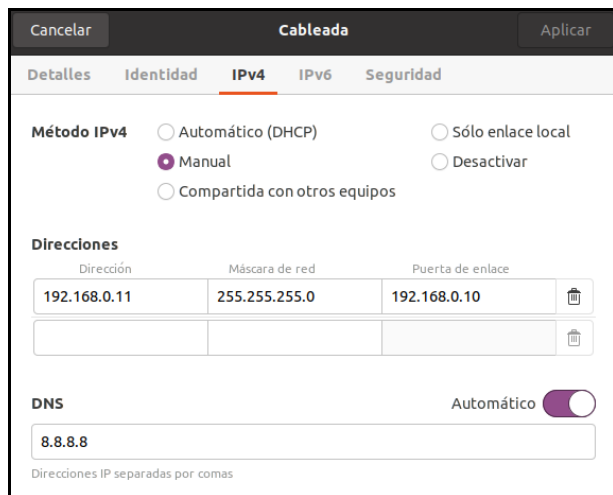 Cancelar Cableada Aplicar
Detalles Identidad IPv4 IPv6 Seguridad
Método IPv4 Automático (DHCP) Sólo enlace local
Manual Desactivar
Compartida con otros equipos
Direcciones
Dirección Máscara de red Puerta de enlace
192.168.0.11 255.255.255.0 192.168.0.10
DNS Automático
8.8.8.8
Direcciones IP separadas por comas